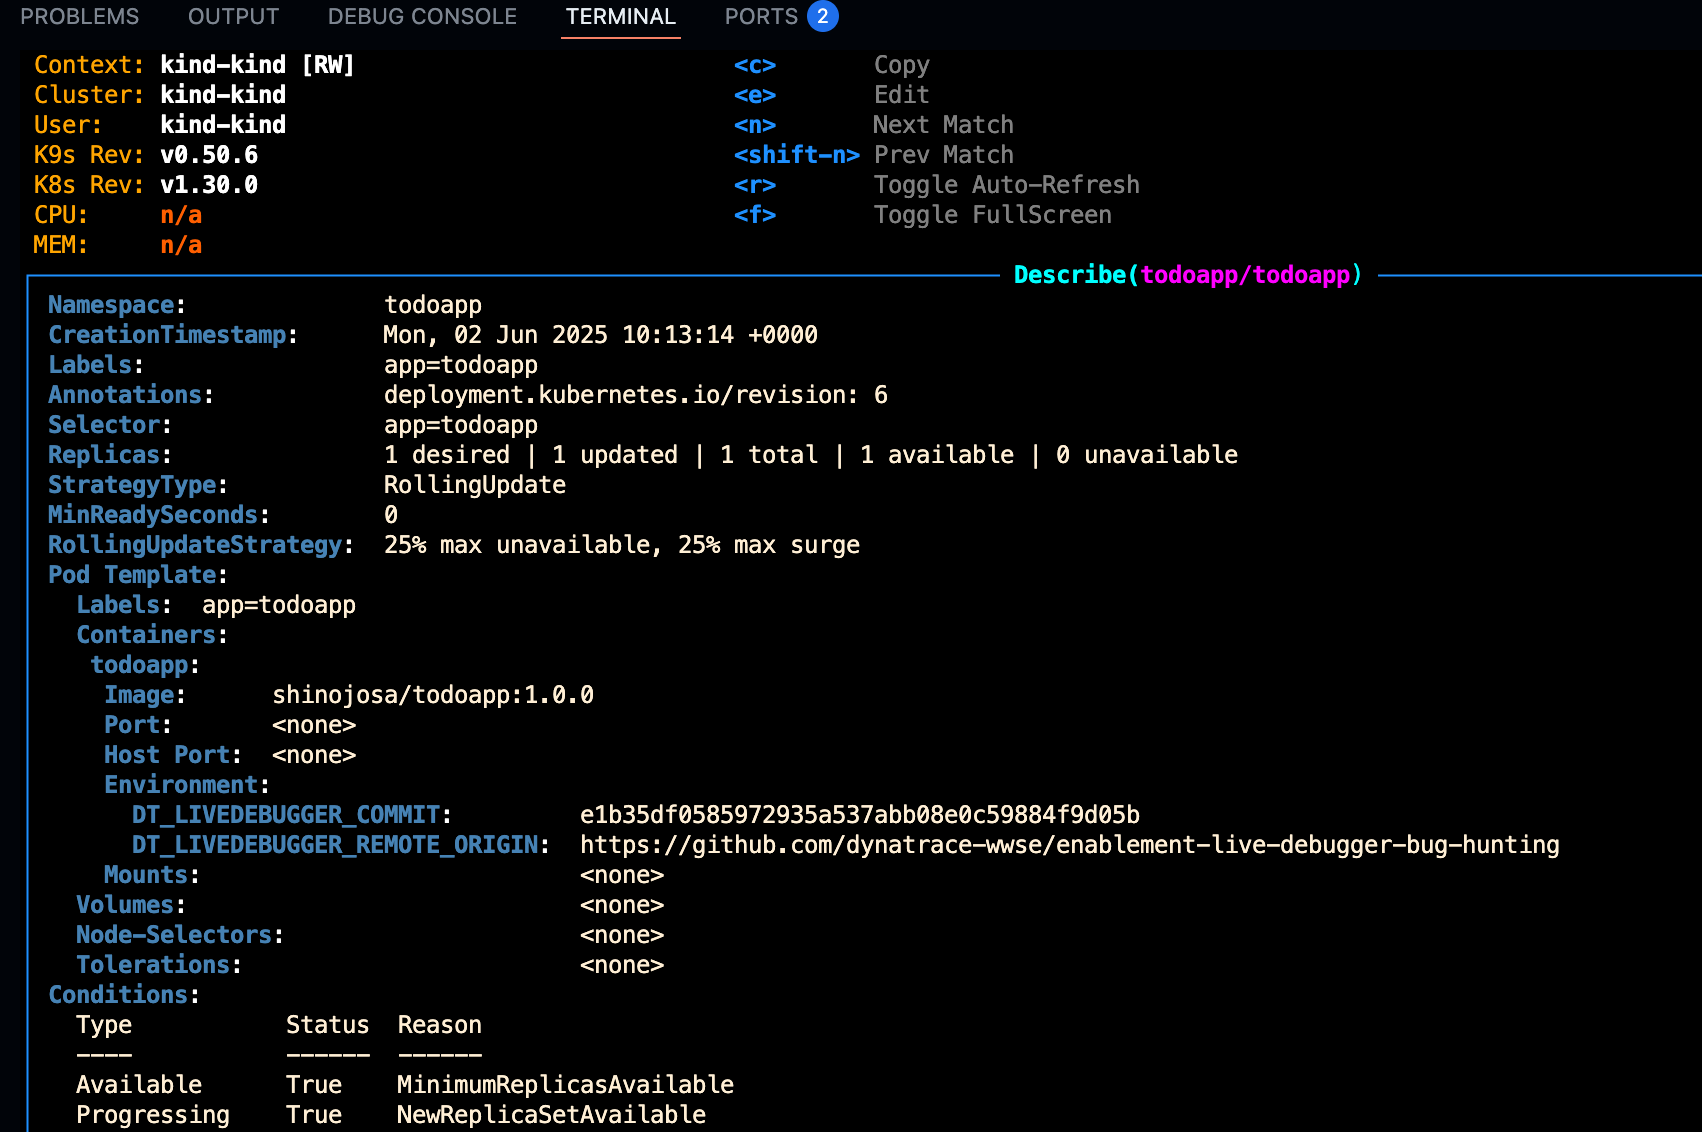 PROBLEMS OUTPUT DEBUG CONSOLE TERMINAL PORTS 2
Context: kind-kind [RW] <c> Copy
Cluster: kind-kind <e> Edit
User: kind-kind <n> Next Match
K9s Rev: v0.50.6 <shift-n> Prev Match
K8s Rev: v1.30.0 <r> Toggle Auto-Refresh
CPU: n/a <f> Toggle FullScreen
MEM: n/a
Describe(todoapp/todoapp)
Namespace: todoapp
CreationTimestamp: Mon, 02 Jun 2025 10:13:14 +0000
Labels: app=todoapp
Annotations: deployment.kubernetes.io/revision: 6
Selector: app=todoapp
Replicas: 1 desired | 1 updated | 1 total | 1 available | 0 unavailable
StrategyType: RollingUpdate
MinReadySeconds: 0
RollingUpdateStrategy: 25% max unavailable, 25% max surge
Pod Template:
Labels: app=todoapp
Containers:
todoapp:
Image: shinojosa/todoapp:1.0.0
Port: <none>
Host Port: <none>
Environment:
DT_LIVEDEBUGGER_COMMIT: e1b35df0585972935a537abb08e0c59884f9d05b
DT_LIVEDEBUGGER_REMOTE_ORIGIN: https://github.com/dynatrace-wwse/enablement-live-debugger-bug-hunting
Mounts: <none>
Volumes: <none>
Node-Selectors: <none>
Tolerations: <none>
Conditions:
Type Status Reason
---- ------ ------
Available True MinimumReplicasAvailable
Progressing True NewReplicaSetAvailable